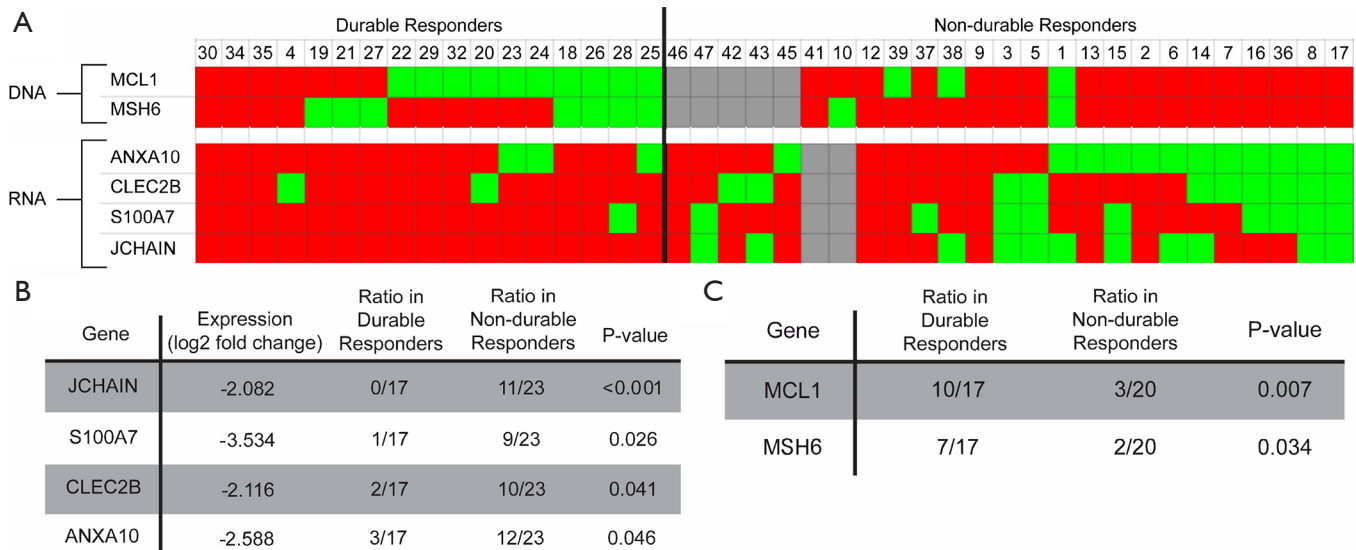 A
Durable Responders Non-durable Responders
30 34 35 4 19 21 27 22 29 32 20 23 24 18 26 28 25 46 47 42 43 45 41 10 12 39 37 38 9 3 5 1 13 15 2 6 14 7 16 36 8 17
DNA
MCL1
MSH6
RNA
ANXA10
CLEC2B
S100A7
JCHAIN
B
Gene Expression (log2 fold change) Ratio in Durable Responders Ratio in Non-durable Responders P-value
JCHAIN -2.082 0/17 11/23 <0.001
S100A7 -3.534 1/17 9/23 0.026
CLEC2B -2.116 2/17 10/23 0.041
ANXA10 -2.588 3/17 12/23 0.046
C
Gene Ratio in Durable Responders Ratio in Non-durable Responders P-value
MCL1 10/17 3/20 0.007
MSH6 7/17 2/20 0.034